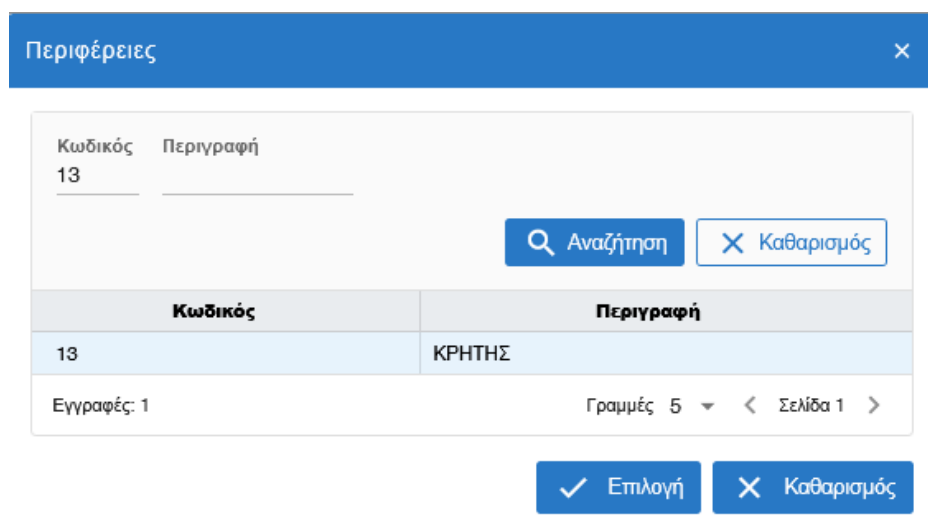 Περιφέρειες
Κωδικός Περιγραφή
13
Αναζήτηση Καθαρισμός
Κωδικός Περιγραφή
13 ΚΡΗΤΗΣ
Εγγραφές: 1 Γραμμές 5 Σελίδα 1
Επιλογή Καθαρισμός